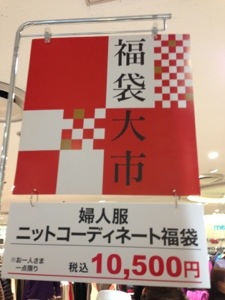 福袋大市
婦人服
ニットコーディネート福袋
※お一人さま
一点限り
税込 10,500円